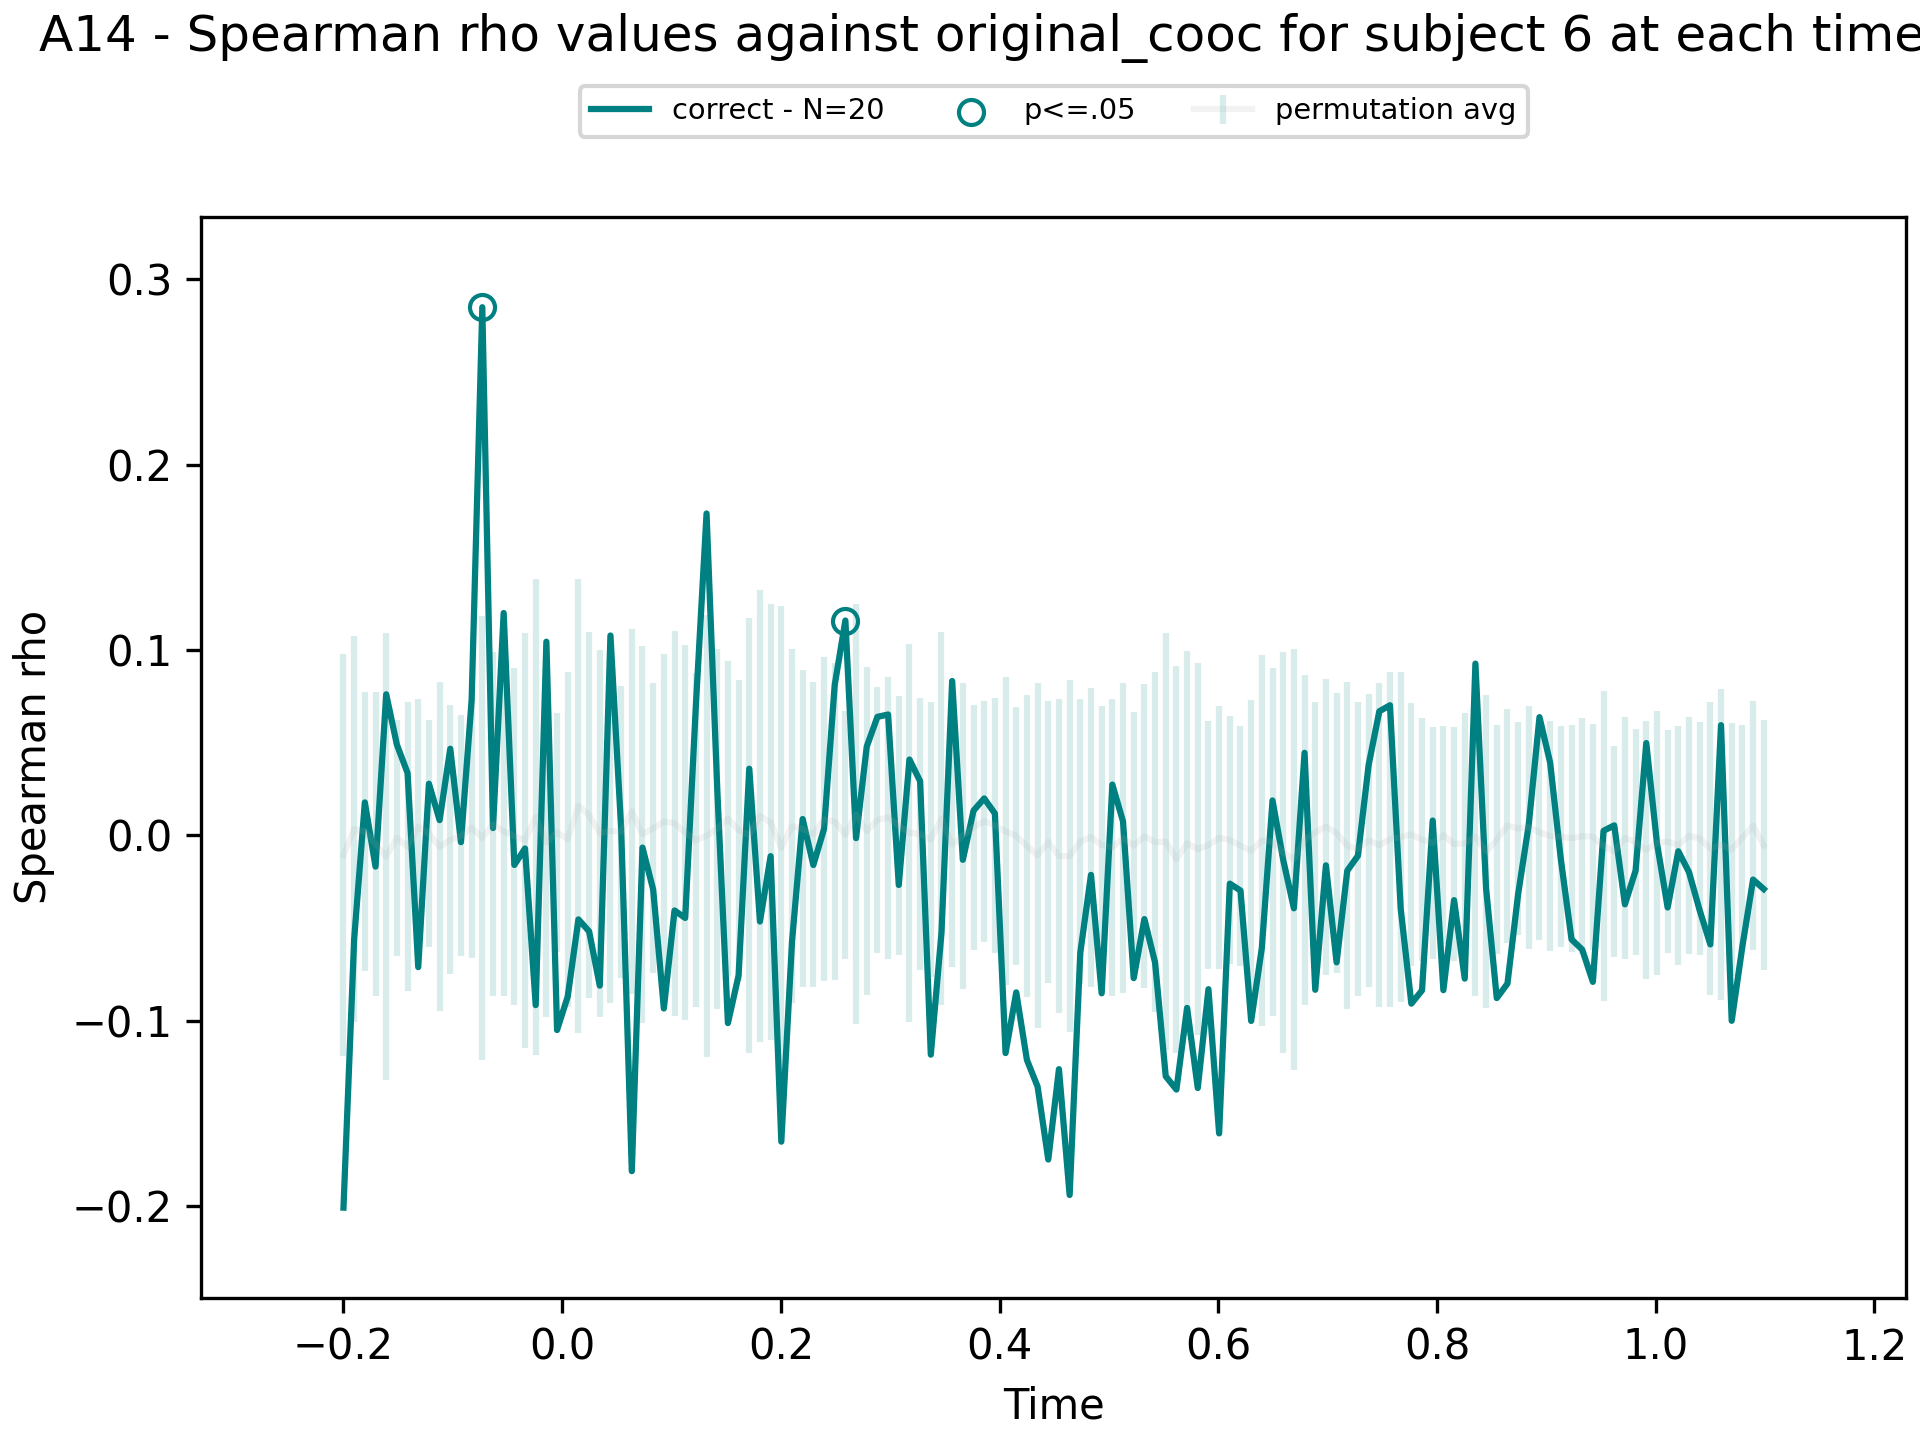 A14 - Spearman rho values against original_cooc for subject 6 at each time
correct - N=20 p<=.05 permutation avg
0.3
0.2
0.1
0.0
−0.1
−0.2
Spearman rho
−0.2 0.0 0.2 0.4 0.6 0.8 1.0 1.2
Time